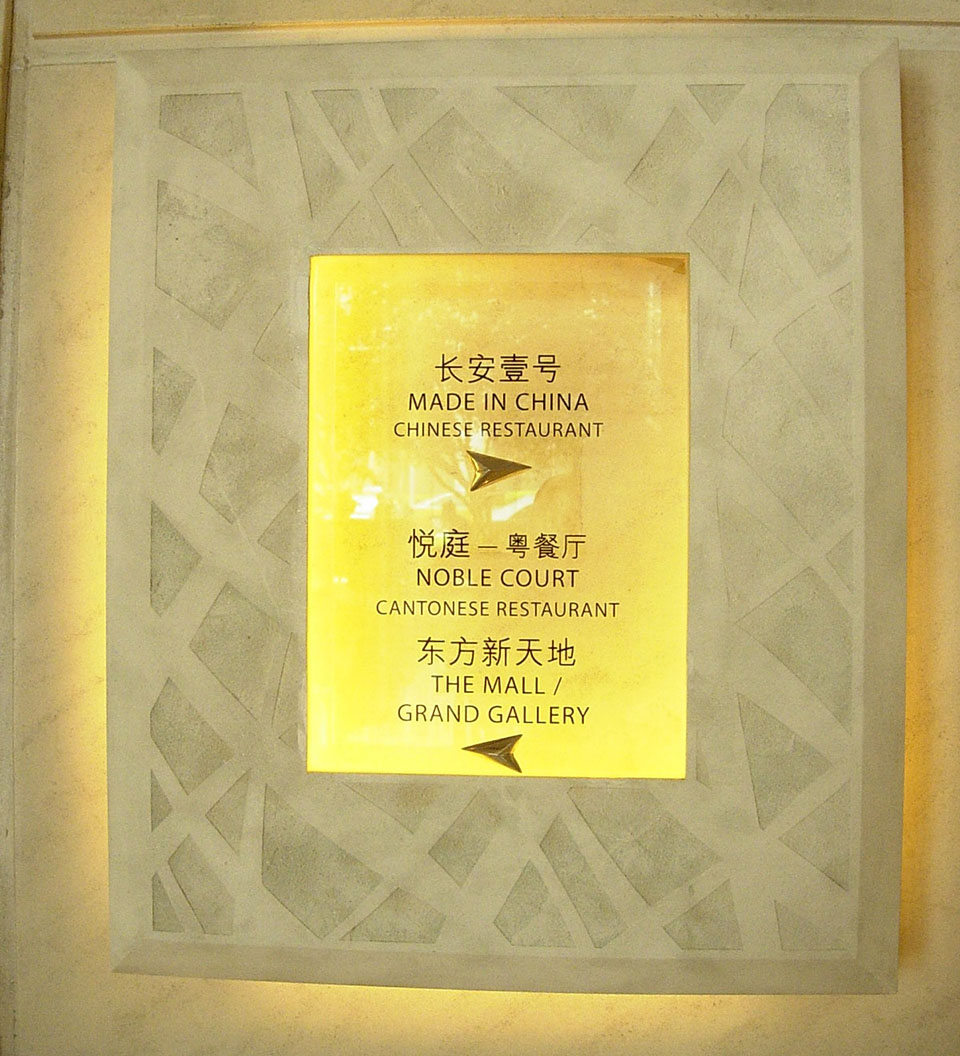 长安壹号
MADE IN CHINA
CHINESE RESTAURANT
悦庭 — 粤餐厅
NOBLE COURT
CANTONESE RESTAURANT
东方新天地
THE MALL /
GRAND GALLERY